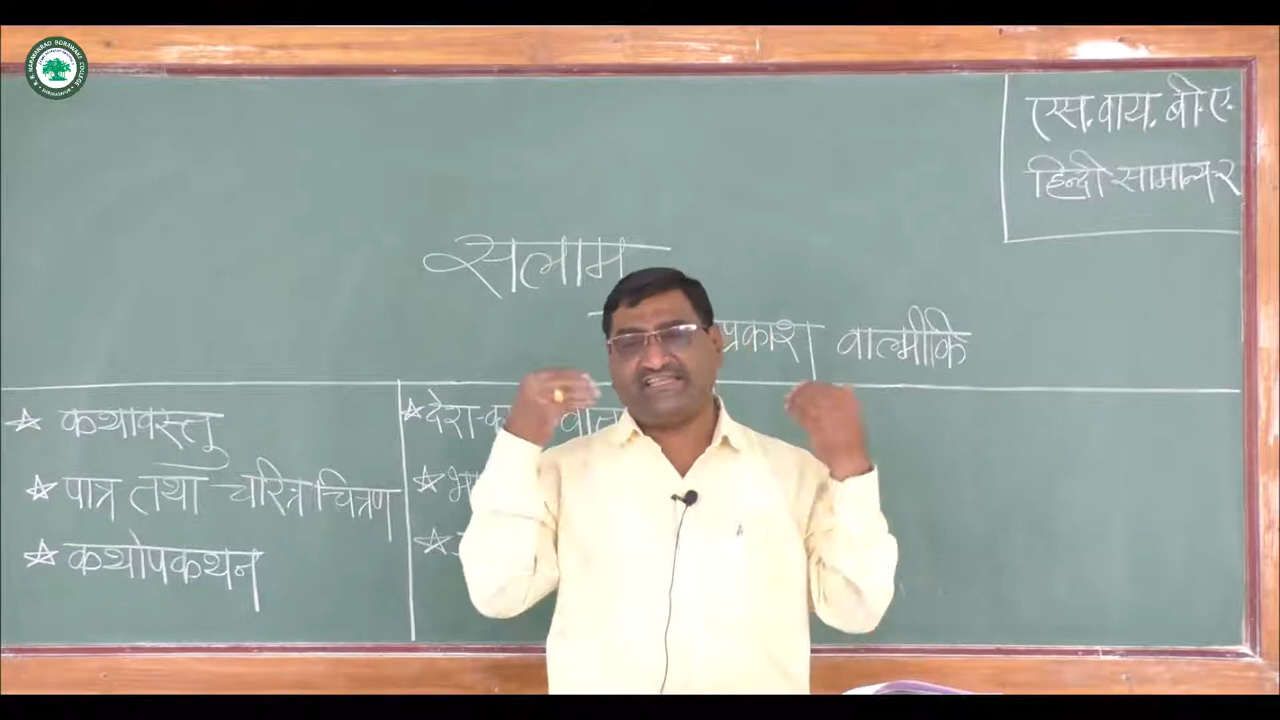 एस.वाय.बी.ए.
हिन्दी सामान्य-२
सलाम
प्रकाश वाल्मीकि
☆ कथावस्तु
☆ पात्र तथा चरित्र चित्रण
☆ कथोपकथन
☆ देश-
☆
☆